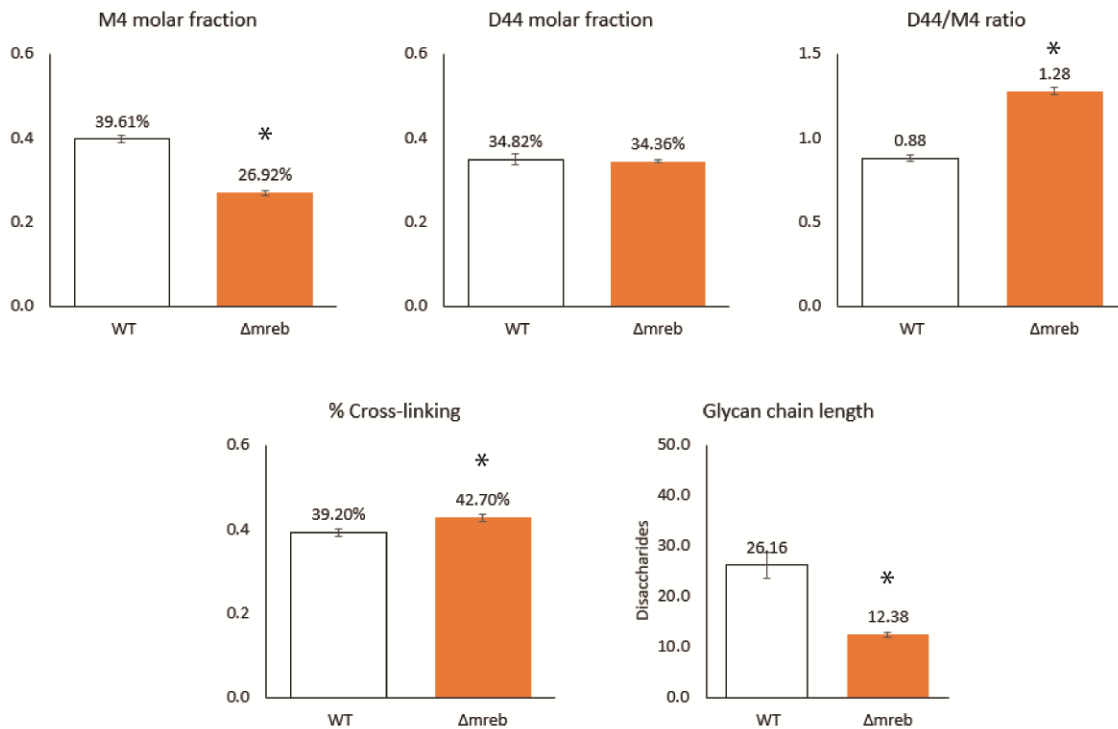 M4 molar fraction
0.6
0.4
0.2
0.0
39.61%
*
26.92%
WT
Δmreb
D44 molar fraction
0.6
0.4
0.2
0.0
34.82%
34.36%
WT
Δmreb
D44/M4 ratio
1.5
1.0
0.5
0.0
*
1.28
0.88
WT
Δmreb
% Cross-linking
0.6
0.4
0.2
0.0
39.20%
*
42.70%
WT
Δmreb
Glycan chain length
Disaccharides
50.0
40.0
30.0
20.0
10.0
0.0
26.16
*
12.38
WT
Δmreb